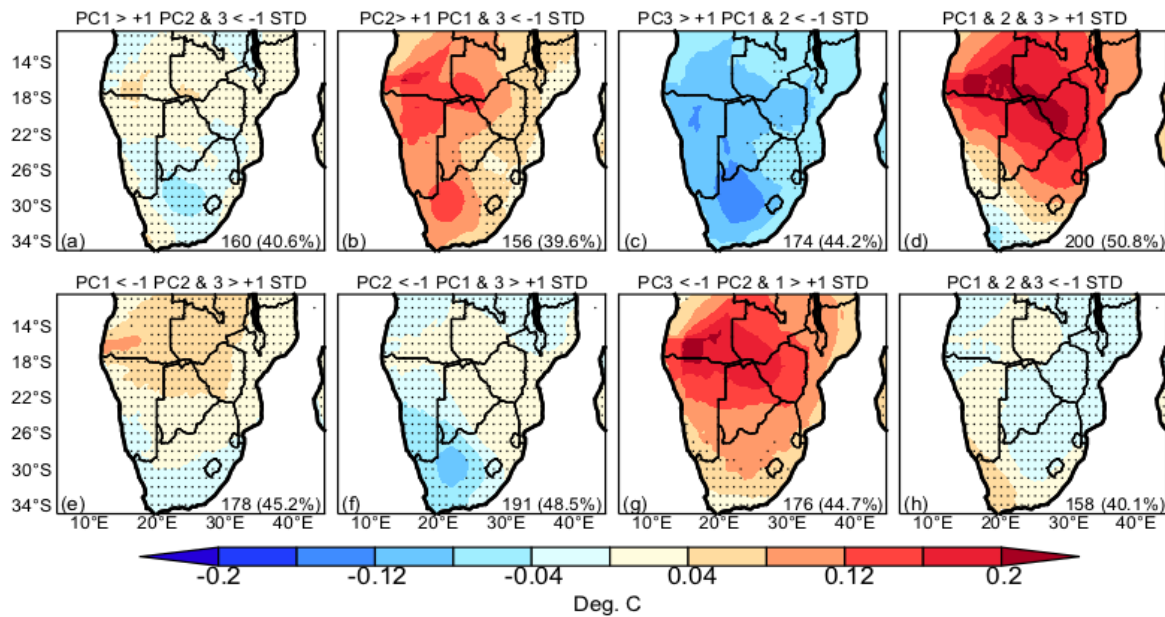 PC1 > +1 PC2 & 3 < -1 STD
PC2> +1 PC1 & 3 < -1 STD
PC3 > +1 PC1 & 2 < -1 STD
PC1 & 2 & 3 > +1 STD
14°S
18°S
22°S
26°S
30°S
34°S
(a)
160 (40.6%)
(b)
156 (39.6%)
(c)
174 (44.2%)
(d)
200 (50.8%)
PC1 < -1 PC2 & 3 > +1 STD
PC2 < -1 PC1 & 3 > +1 STD
PC3 < -1 PC2 & 1 > +1 STD
PC1 & 2 &3 < -1 STD
14°S
18°S
22°S
26°S
30°S
34°S
(e)
178 (45.2%)
(f)
191 (48.5%)
(g)
176 (44.7%)
(h)
158 (40.1%)
10°E 20°E 30°E 40°E
10°E 20°E 30°E 40°E
10°E 20°E 30°E 40°E
10°E 20°E 30°E 40°E
-0.2 -0.12 -0.04 0.04 0.12 0.2
Deg. C